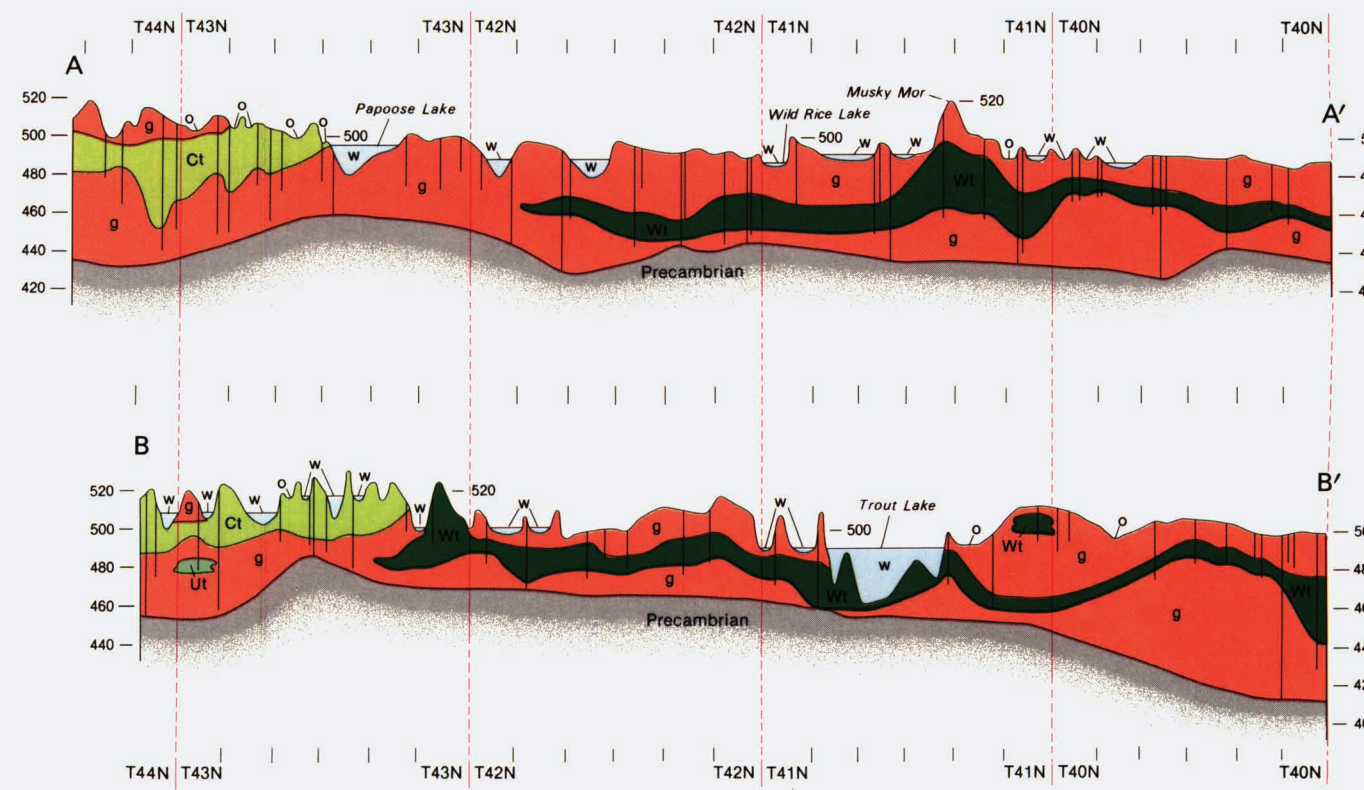 T44N T43N T43N T42N T42N T41N T41N T40N T40N
A
A′
Papoose Lake
Musky Mor
520
Wild Rice Lake
500
500
520
500
480
460
440
420
g o o o o w w w w w w o w w
Ct g g Wt g
g Wt g g
Precambrian
B
B′
520
500
480
460
440
520
500
Trout Lake
w g w w o w w w w w o o
Ct Wt g Wt g
Ut g g w Wt g Wt
Precambrian
T44N T43N T43N T42N T42N T41N T41N T40N T40N